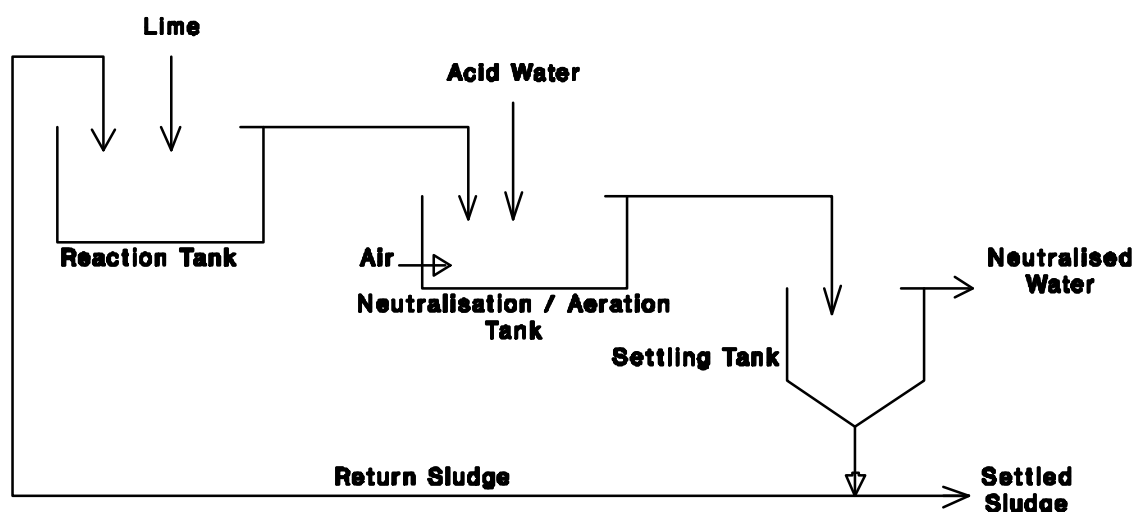 Lime
Acid Water
Reaction Tank
Air
Neutralisation / Aeration
Tank
Neutralised
Water
Settling Tank
Return Sludge
Settled
Sludge